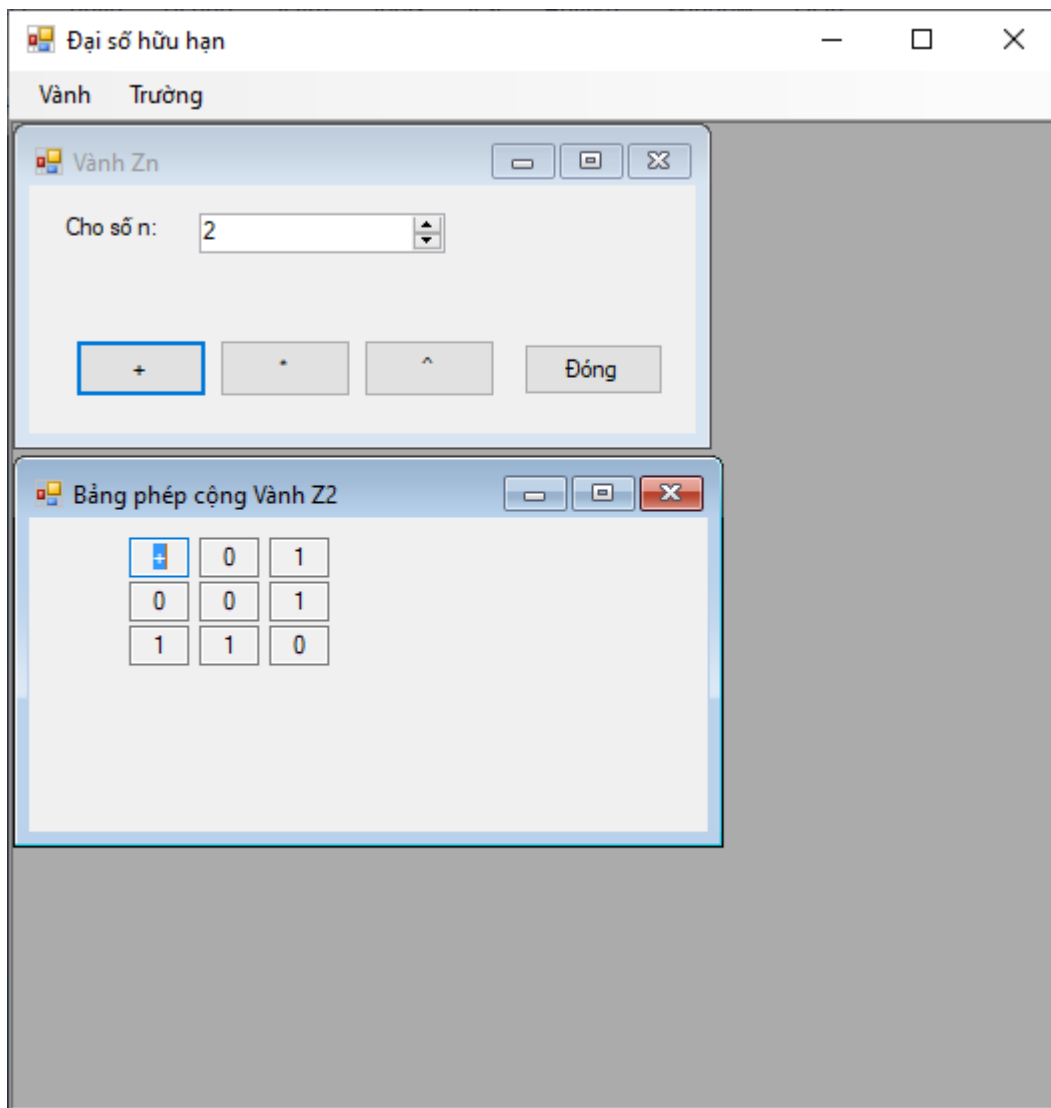 Đại số hữu hạn
Vành Trường
Vành Zn
Cho số n: 2
+ * ^ Đóng
Bảng phép cộng Vành Z2
+ 0 1
0 0 1
1 1 0